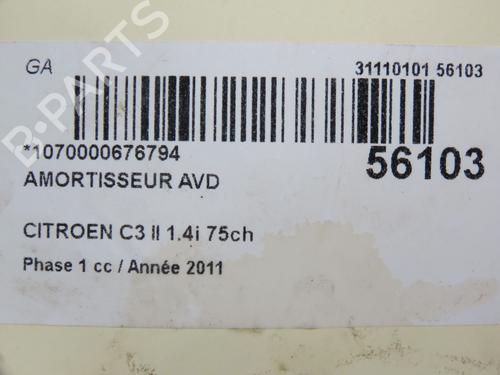 GA
31110101 56103
*1070000676794
56103
AMORTISSEUR AVD
CITROEN C3 II 1.4i 75ch
Phase 1 cc / Année 2011
B-PARTS